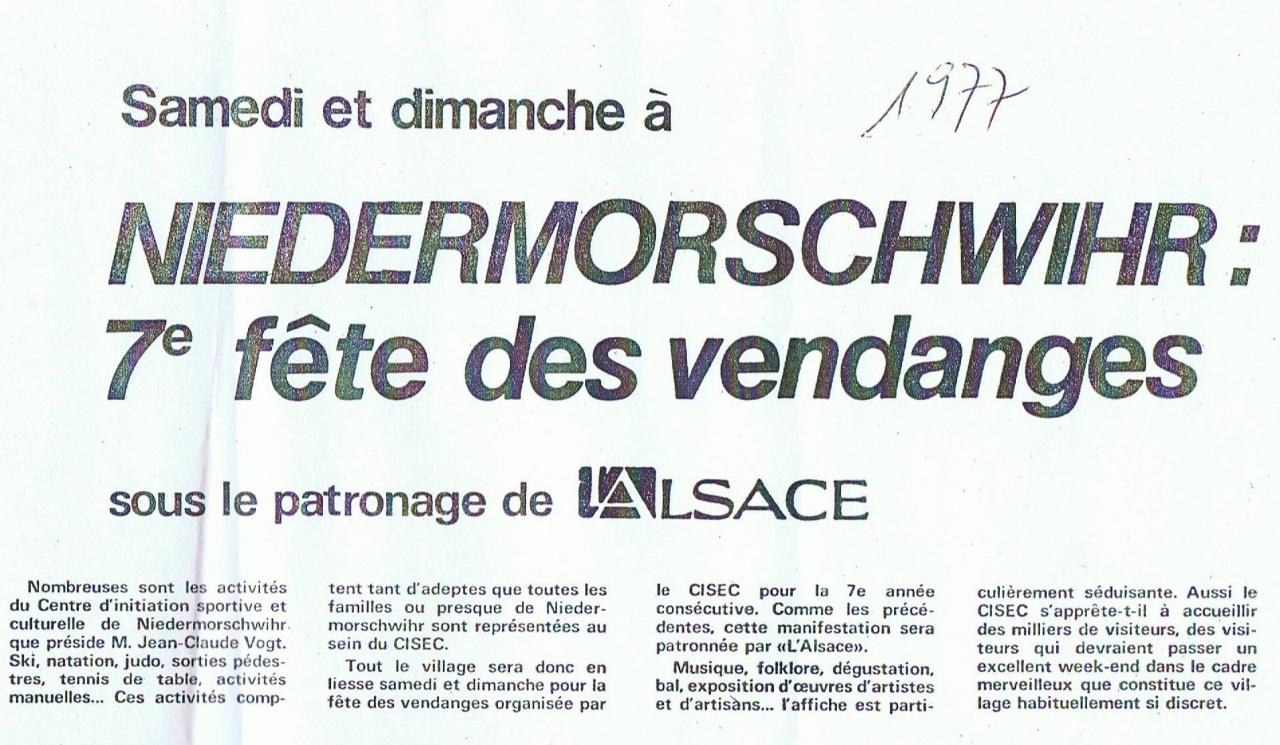 Samedi et dimanche à
1977
NIEDERMORSCHWIHR :
7e fête des vendanges
sous le patronage de L'ALSACE
Nombreuses sont les activités
du Centre d'initiation sportive et
culturelle de Niedermorschwihr
que préside M. Jean-Claude Vogt.
Ski, natation, judo, sorties pédes-
tres, tennis de table, activités
manuelles... Ces activités comp-
tent tant d'adeptes que toutes les
familles ou presque de Nieder-
morschwihr sont représentées au
sein du CISEC.
Tout le village sera donc en
liesse samedi et dimanche pour la
fête des vendanges organisée par
le CISEC pour la 7e année
consécutive. Comme les précé-
dentes, cette manifestation sera
patronnée par «L'Alsace».
Musique, folklore, dégustation,
bal, exposition d'œuvres d'artistes
et d'artisans... l'affiche est parti-
culièrement séduisante. Aussi le
CISEC s'apprête-t-il à accueillir
des milliers de visiteurs, des visi-
teurs qui devraient passer un
excellent week-end dans le cadre
merveilleux que constitue ce vil-
lage habituellement si discret.